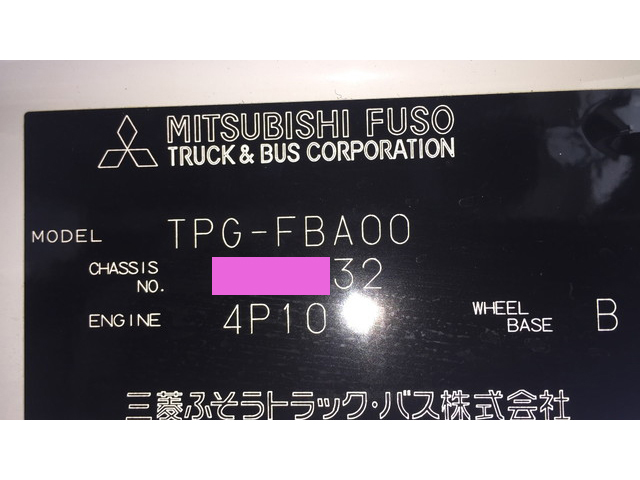 MITSUBISHI FUSO
TRUCK & BUS CORPORATION
MODEL TPG-FBA00
CHASSIS NO. 32
ENGINE 4P10 WHEEL BASE B
三菱ふそうトラック・バス株式会社